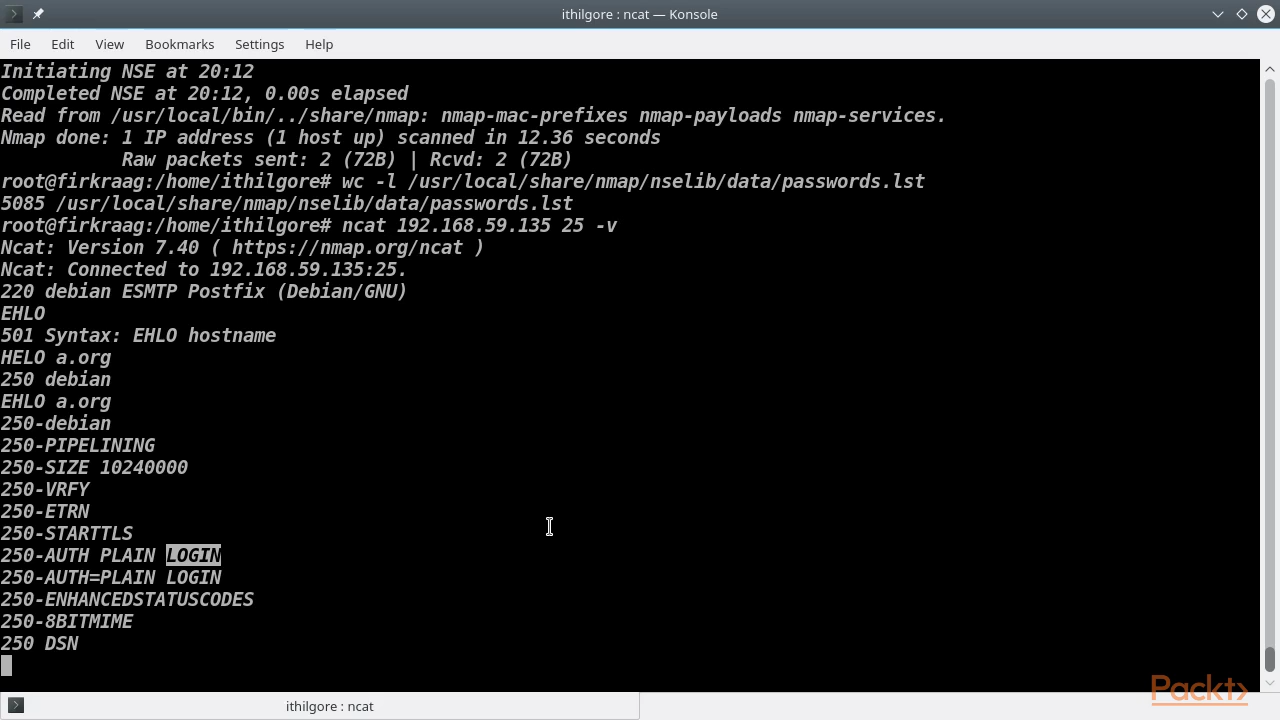 ithilgore : ncat — Konsole
File Edit View Bookmarks Settings Help
Initiating NSE at 20:12
Completed NSE at 20:12, 0.00s elapsed
Read from /usr/local/bin/../share/nmap: nmap-mac-prefixes nmap-payloads nmap-services.
Nmap done: 1 IP address (1 host up) scanned in 12.36 seconds
Raw packets sent: 2 (72B) | Rcvd: 2 (72B)
root@firkraag:/home/ithilgore# wc -l /usr/local/share/nmap/nselib/data/passwords.lst
5085 /usr/local/share/nmap/nselib/data/passwords.lst
root@firkraag:/home/ithilgore# ncat 192.168.59.135 25 -v
Ncat: Version 7.40 ( https://nmap.org/ncat )
Ncat: Connected to 192.168.59.135:25.
220 debian ESMTP Postfix (Debian/GNU)
EHLO
501 Syntax: EHLO hostname
HELO a.org
250 debian
EHLO a.org
250-debian
250-PIPELINING
250-SIZE 10240000
250-VRFY
250-ETRN
250-STARTTLS
250-AUTH PLAIN LOGIN
250-AUTH=PLAIN LOGIN
250-ENHANCEDSTATUSCODES
250-8BITMIME
250 DSN
Packt>
ithilgore : ncat